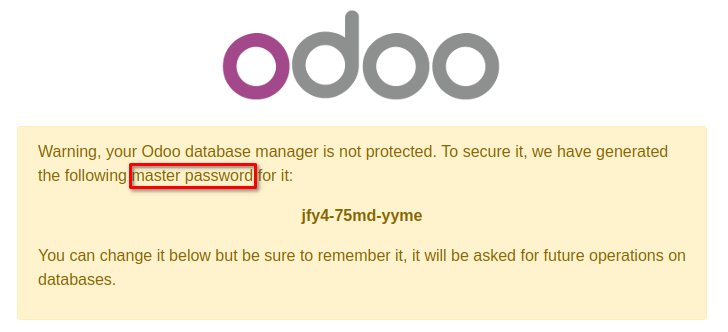 odoo
Warning, your Odoo database manager is not protected. To secure it, we have generated
the following master password for it:
jfy4-75md-yyme
You can change it below but be sure to remember it, it will be asked for future operations on
databases.